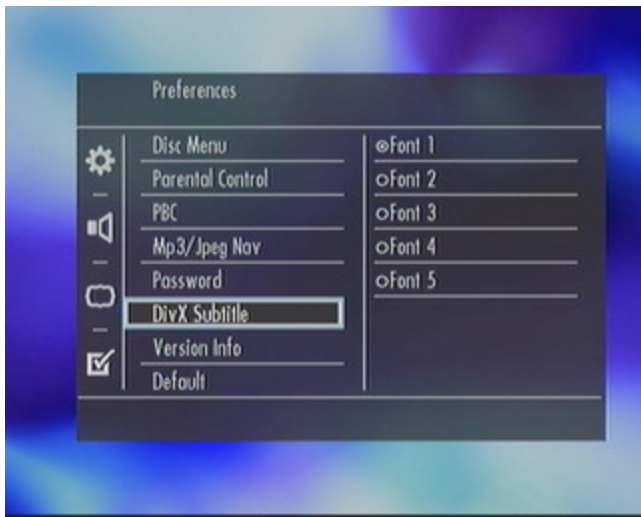 Preferences
Disc Menu
Parental Control
PBC
Mp3/Jpeg Nav
Password
DivX Subtitle
Version Info
Default
Font 1
Font 2
Font 3
Font 4
Font 5